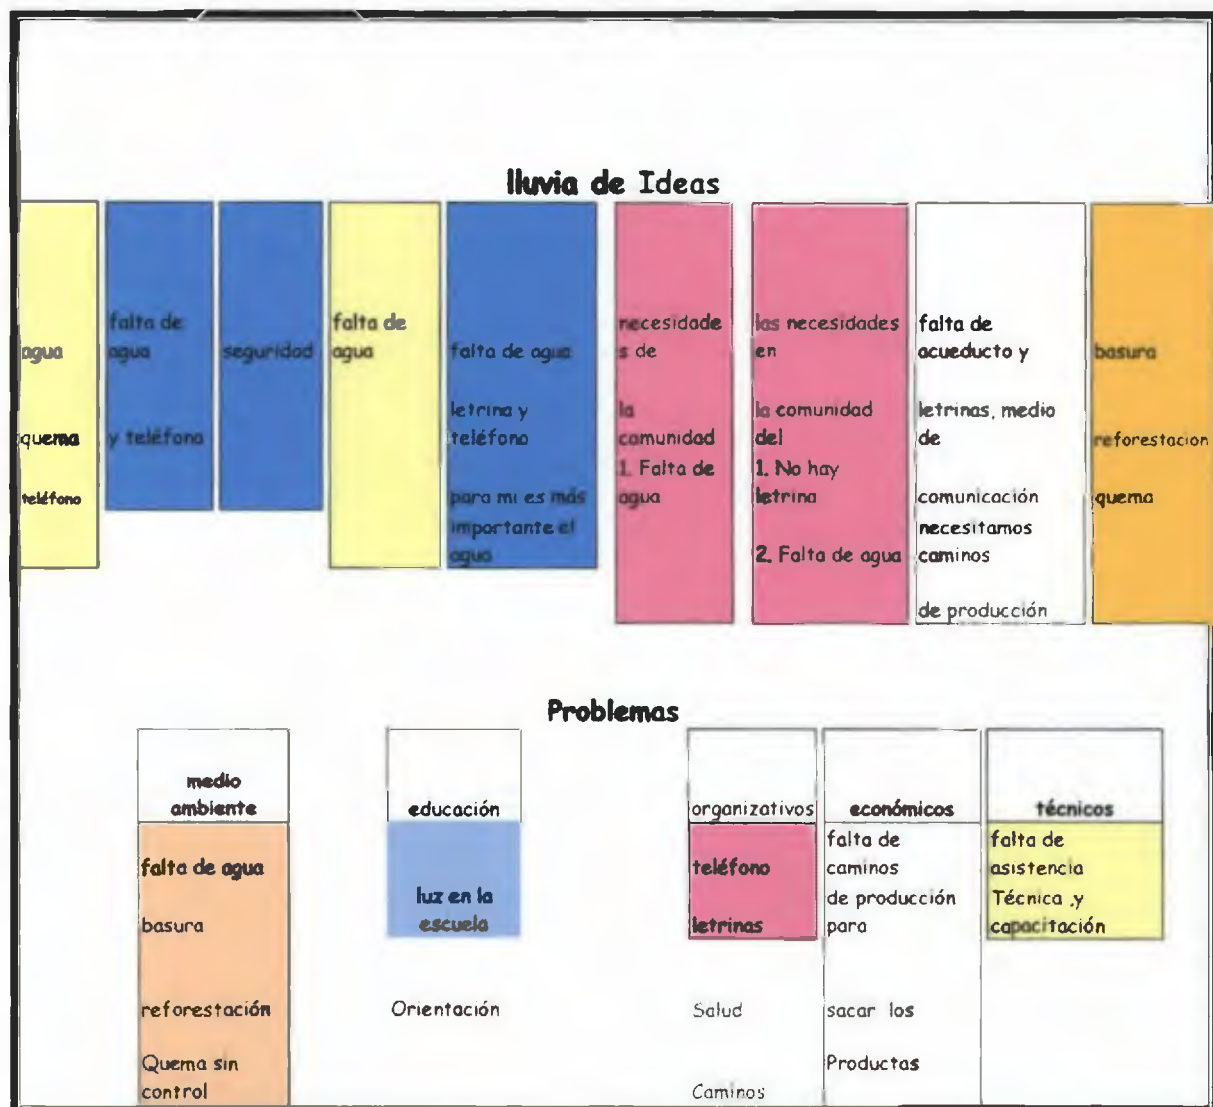 lluvia de Ideas
agua
quema
teléfono
falta de
agua
y teléfono
seguridad
falta de
agua
falta de agua
letrina y
teléfono
para mi es más
importante el
agua
necesidade
s de
la
comunidad
1. Falta de
agua
las necesidades
en
la comunidad
del
1. No hay
letrina
2. Falta de agua
falta de
acueducto y
letrinas, medio
de
comunicación
necesitamos
caminos
de producción
basura
reforestacion
quema
Problemas
medio
ambiente
falta de agua
basura
reforestación
Quema sin
control
educación
luz en la
escuela
Orientación
organizativos
teléfono
letrinas
Salud
Caminos
económicos
falta de
caminos
de producción
para
sacar los
Productas
técnicos
falta de
asistencia
Técnica ,y
capacitación